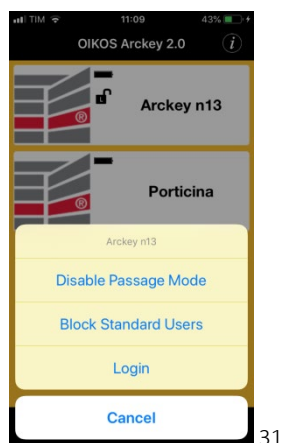 TIM 11:09 43%
OIKOS Arckey 2.0 i
Arckey n13
®
Porticina
®
Arckey n13
Disable Passage Mode
Block Standard Users
Login
Cancel
31